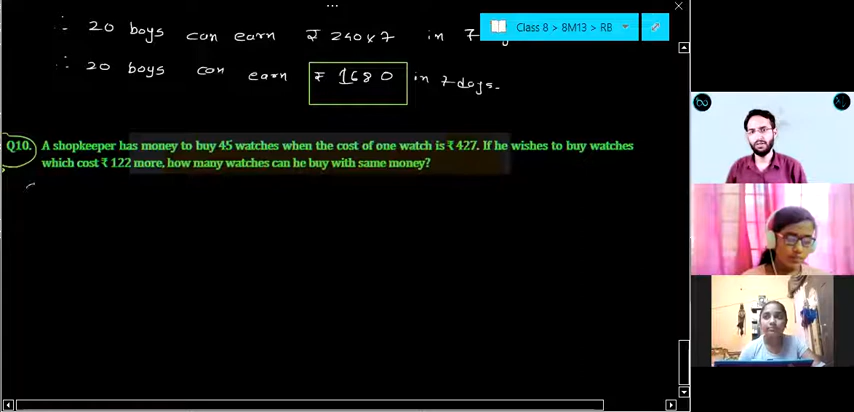 ...
∴ 20 boys can earn ₹ 240 x 7 in 7
Class 8 > 8M13 > RB
∴ 20 boys can earn ₹ 1680 in 7 days.
Q10. A shopkeeper has money to buy 45 watches when the cost of one watch is ₹ 427. If he wishes to buy watches
which cost ₹ 122 more, how many watches can he buy with same money?